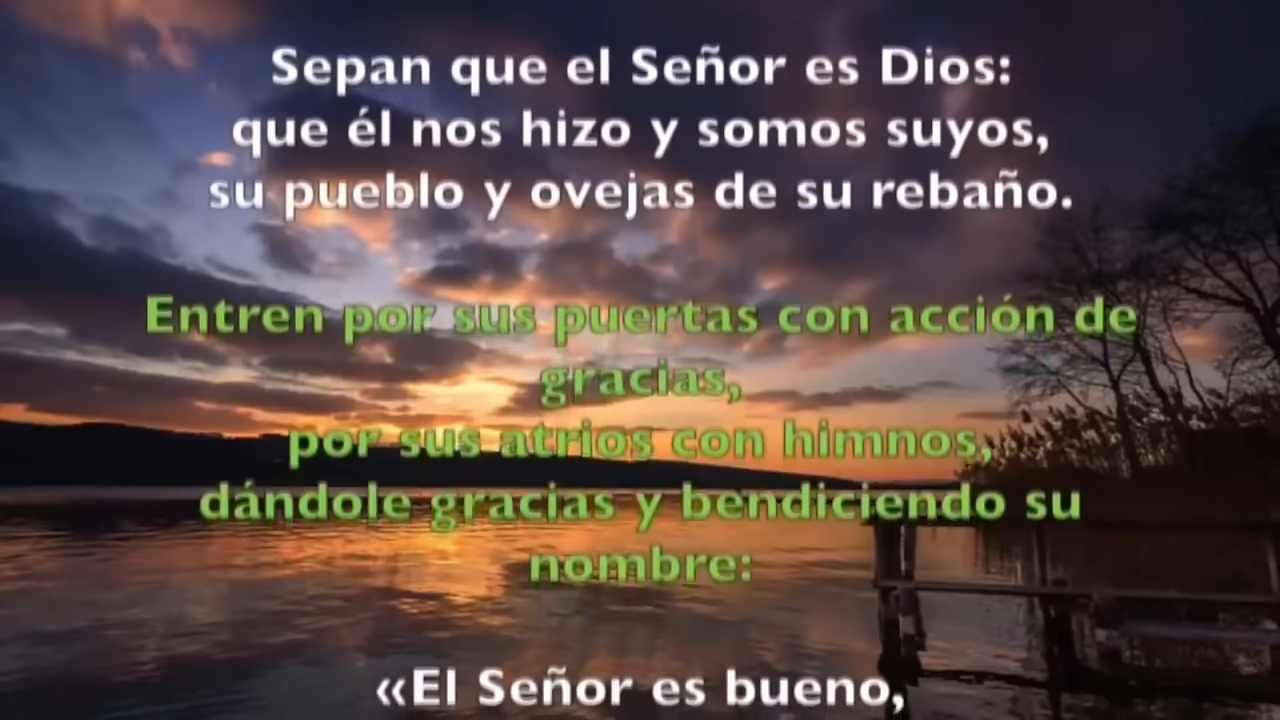 Sepan que el Señor es Dios:
que él nos hizo y somos suyos,
su pueblo y ovejas de su rebaño.
Entren por sus puertas con acción de
gracias,
por sus atrios con himnos,
dándole gracias y bendiciendo su
nombre:
«El Señor es bueno,